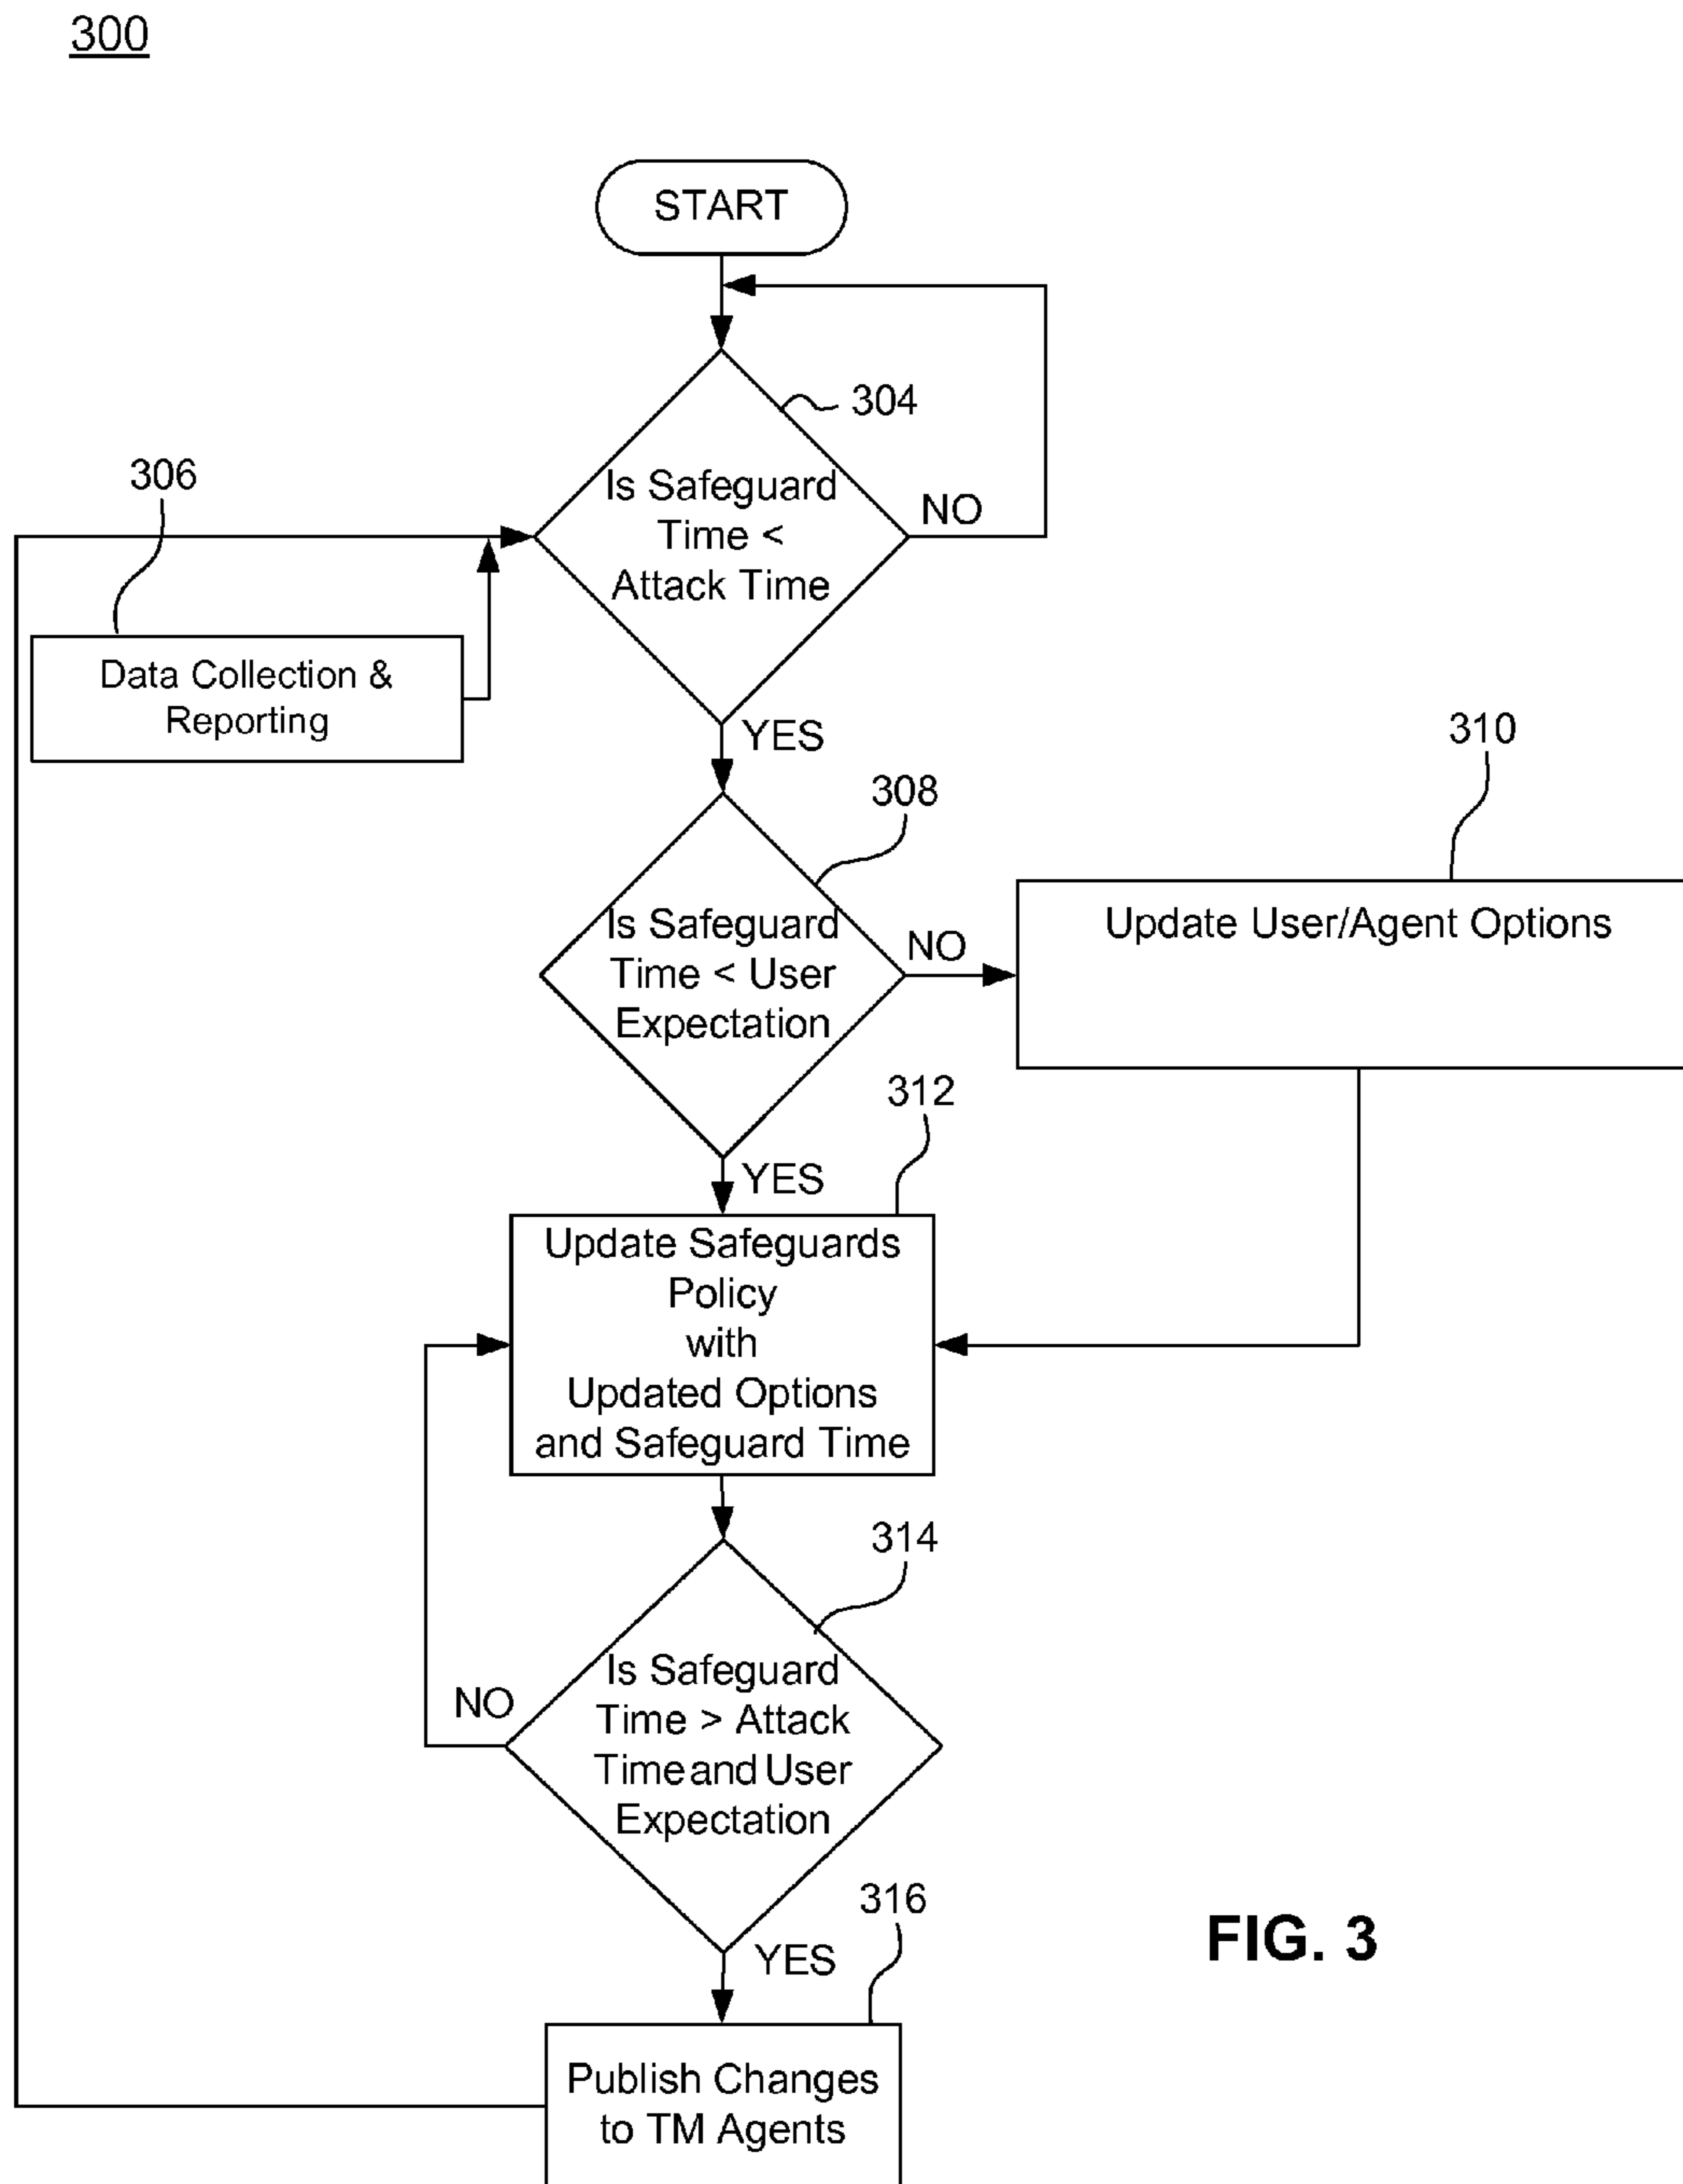 300
START
304
Is Safeguard
Time <
Attack Time
NO
306
Data Collection &
Reporting
YES
308
Is Safeguard
Time < User
Expectation
NO
310
Update User/Agent Options
YES
312
Update Safeguards
Policy
with
Updated Options
and Safeguard Time
314
Is Safeguard
Time > Attack
Time and User
Expectation
NO
YES
316
Publish Changes
to TM Agents
FIG. 3